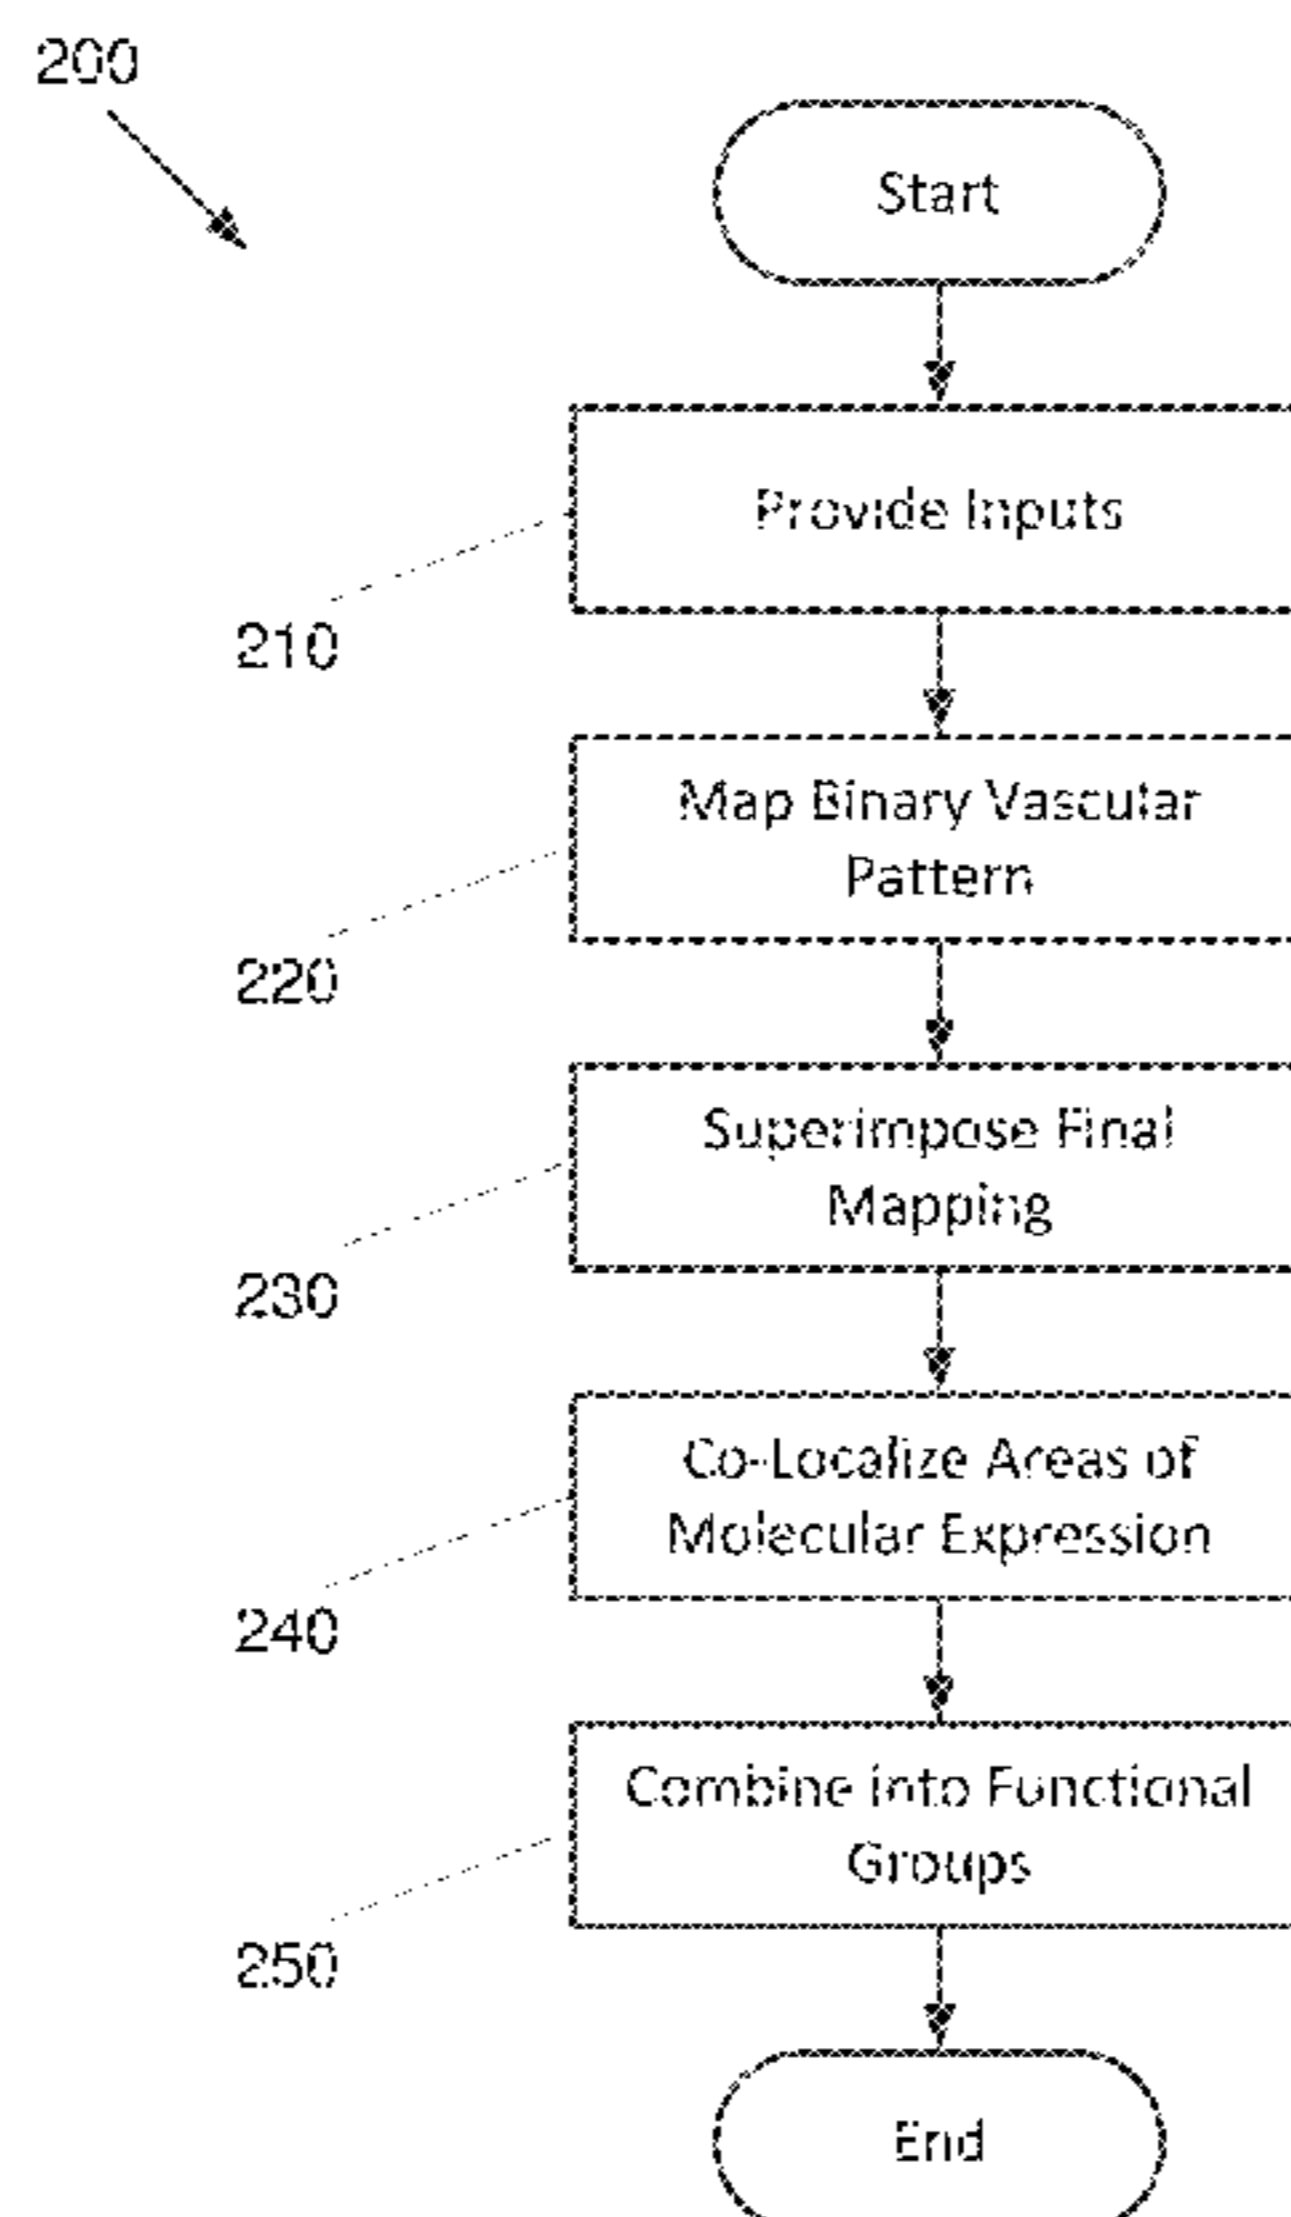 200
Start
Provide Inputs
210
Map Binary Vascular
Pattern
220
Superimpose Final
Mapping
230
Co-Localize Areas of
Molecular Expression
240
Combine into Functional
Groups
250
End